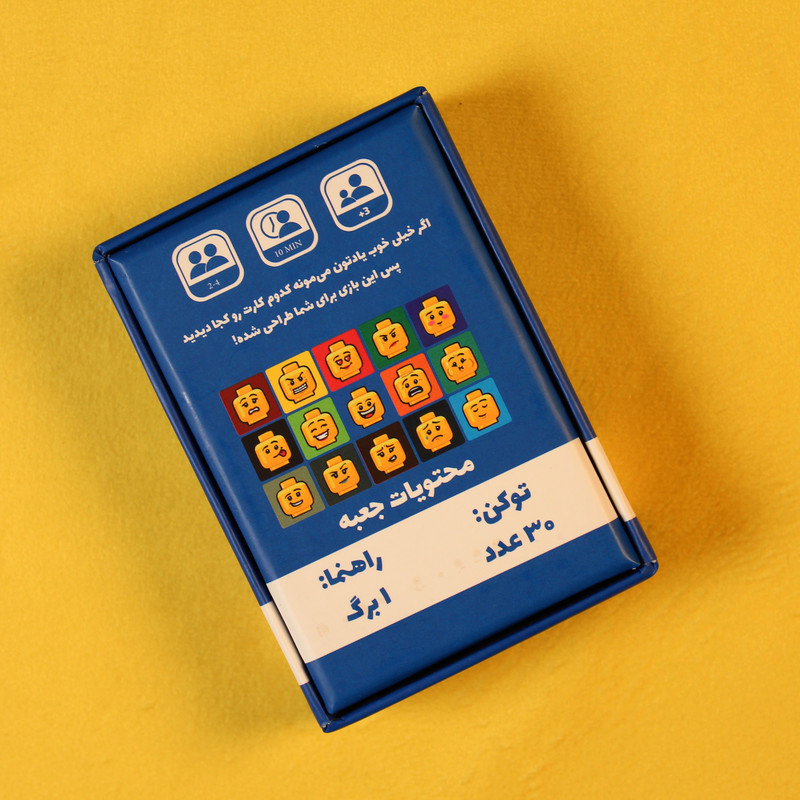 +3
10 MIN
2-4
اگر خیلی خوب یادتون می‌مونه کدوم کارت رو کجا دیدید
پس این بازی برای شما طراحی شده!
محتویات جعبه
توکن:
۳۰ عدد
راهنما:
۱ برگ